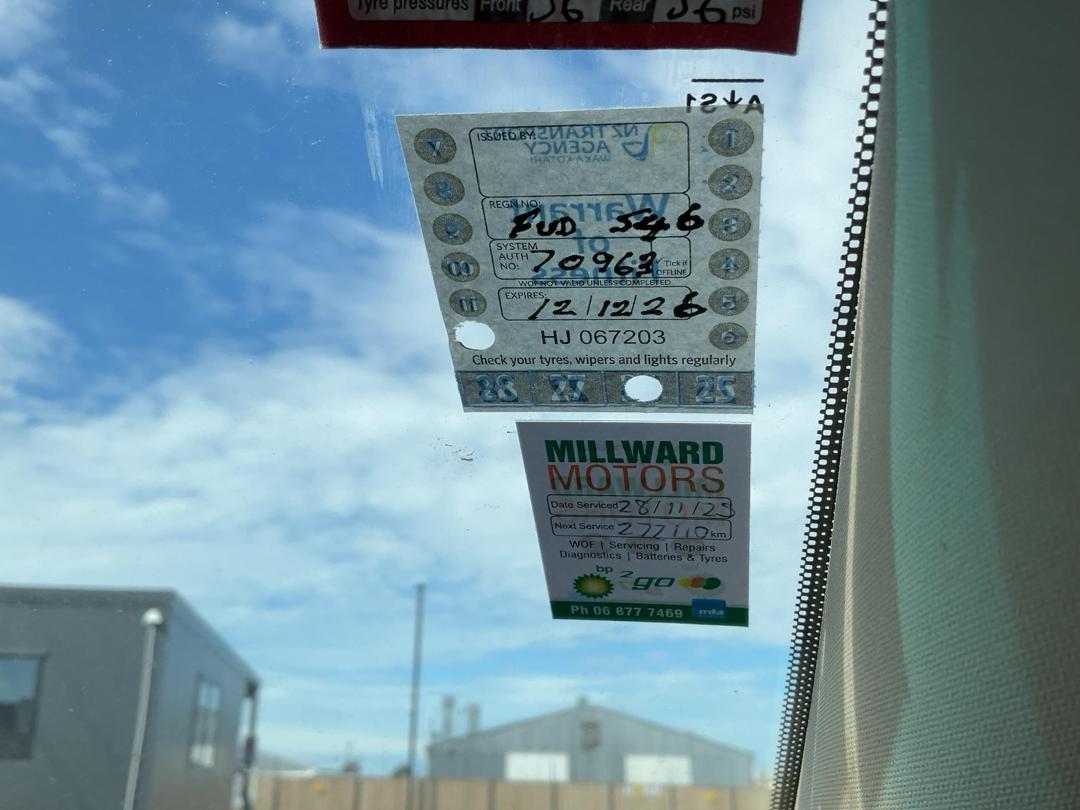 Tyre pressures Front 36 Rear 36 psi
A↓S1
1
7
ISSUED BY:
NZ TRANSPORT
AGENCY
WAKA KOTAHI
2
8
REGN NO: FUD 546
Warrant
of
Fitness
3
9
SYSTEM
AUTH
NO: 70963
Tick if
OFFLINE
4
10
WOF NOT VALID UNLESS COMPLETED
EXPIRES: 12/12/26
5
11
6
HJ 067203
Check your tyres, wipers and lights regularly
28 27 25
MILLWARD
MOTORS
Date Serviced 28/11/25
Next Service 277110 km
WOF | Servicing | Repairs
Diagnostics | Batteries & Tyres
bp 2go
Ph 06 877 7469 mta